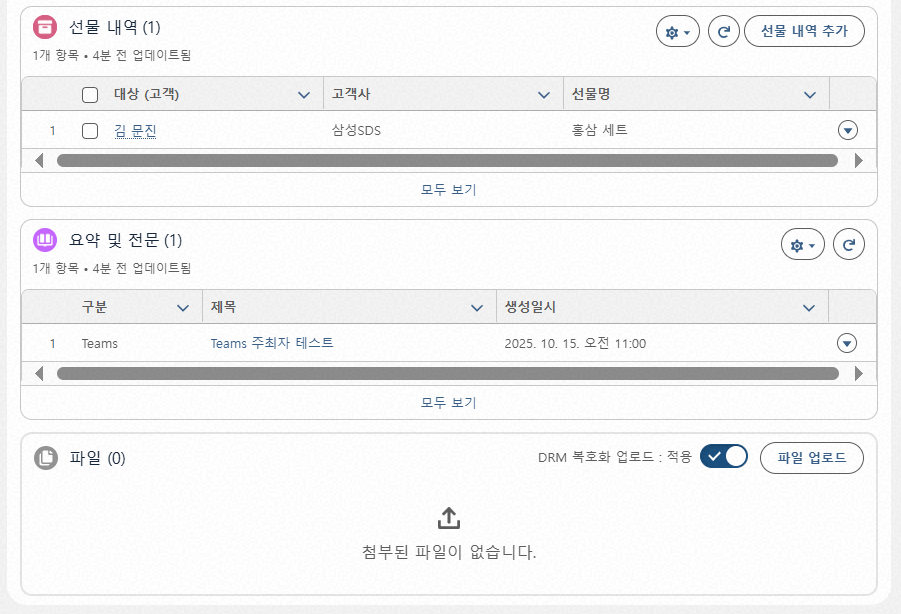 선물 내역 (1)
선물 내역 추가
1개 항목 • 4분 전 업데이트됨
대상 (고객) 고객사 선물명
1 김 문진 삼성SDS 홍삼 세트
모두 보기
요약 및 전문 (1)
1개 항목 • 4분 전 업데이트됨
구분 제목 생성일시
1 Teams Teams 주최자 테스트 2025. 10. 15. 오전 11:00
모두 보기
파일 (0)
DRM 복호화 업로드 : 적용
파일 업로드
첨부된 파일이 없습니다.